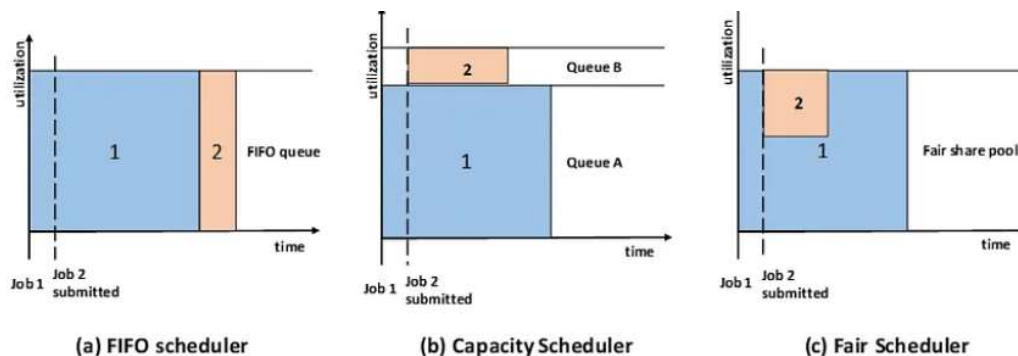 utilization
1
2
FIFO queue
time
Job 1
Job 2
submitted
(a) FIFO scheduler
utilization
2
Queue B
1
Queue A
time
Job 1
Job 2
submitted
(b) Capacity Scheduler
utilization
2
1
Fair share pool
time
Job 1
Job 2
submitted
(c) Fair Scheduler